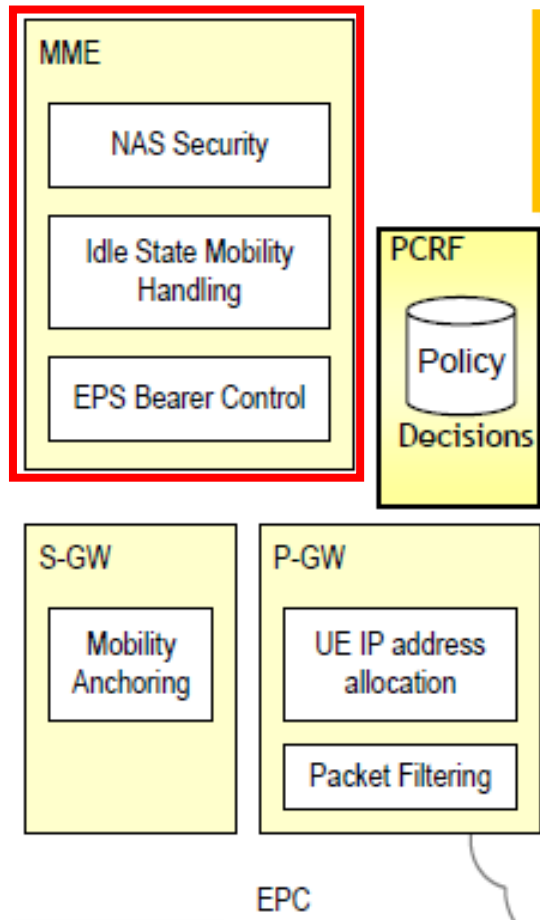 MME
NAS Security
Idle State Mobility
Handling
EPS Bearer Control
PCRF
Policy
Decisions
S-GW
Mobility
Anchoring
P-GW
UE IP address
allocation
Packet Filtering
EPC